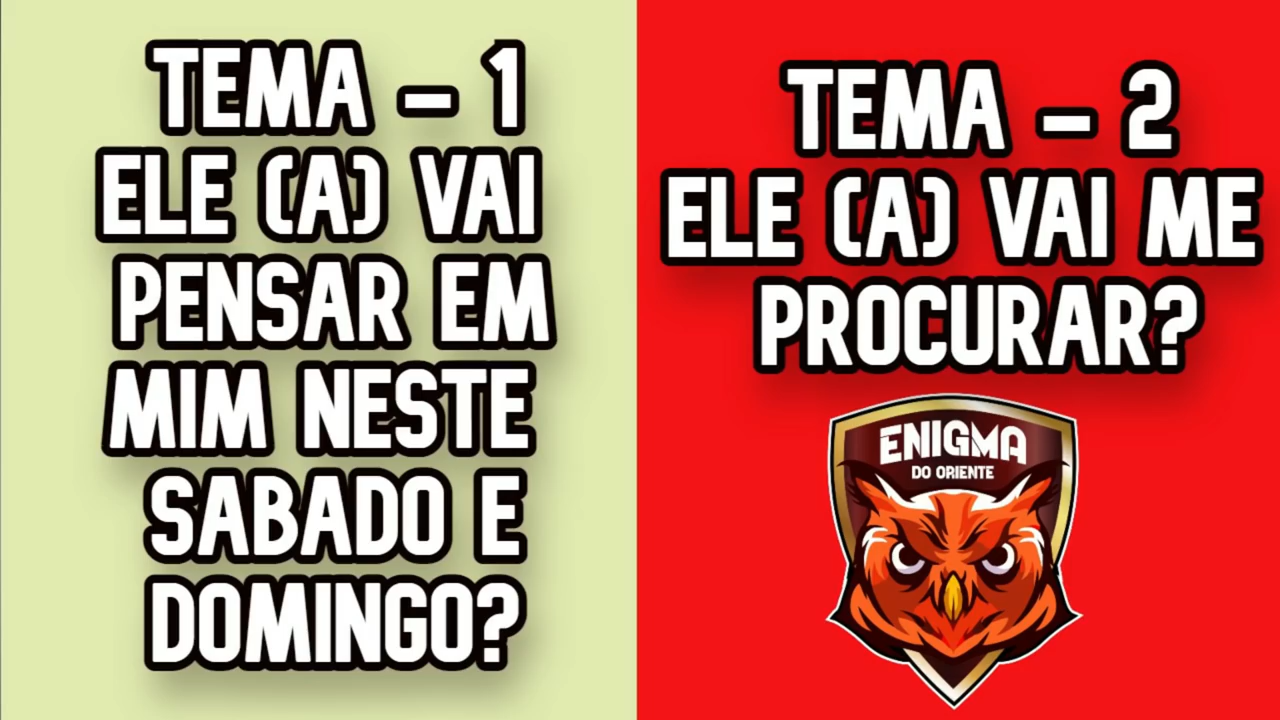 TEMA - 1
ELE (A) VAI
PENSAR EM
MIM NESTE
SABADO E
DOMINGO?
TEMA - 2
ELE (A) VAI ME
PROCURAR?
ENIGMA
DO ORIENTE